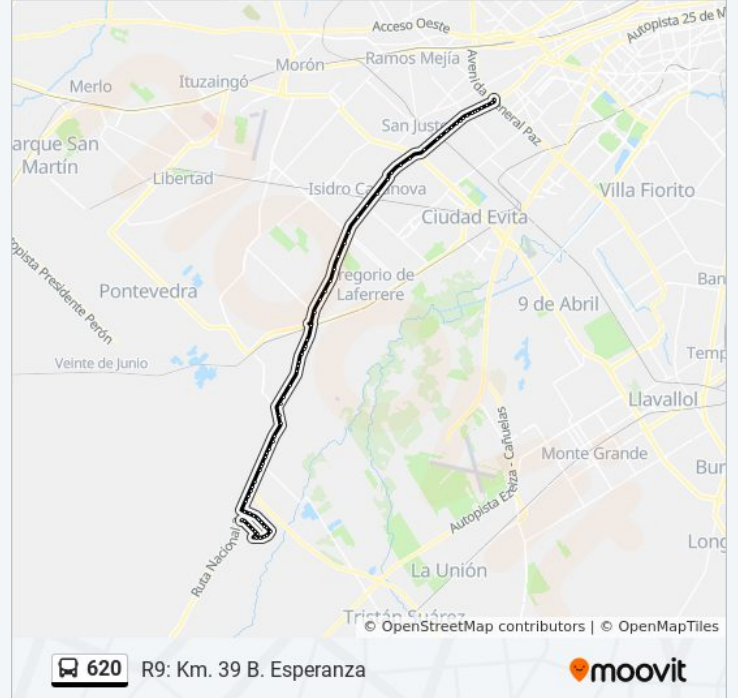 Acceso Oeste
Autopista 25 de M
Morón
Ramos Mejía
Avenida General Paz
Merlo
Ituzaingó
San Justo
arque San
Martín
Libertad
Isidro Casanova
Villa Fiorito
Ciudad Evita
opista Presidente Perón
Ban
regorio de
Laferrere
Pontevedra
9 de Abril
Temp
Veinte de Junio
Llavallol
Autopista Ezeiza - Cañuelas
Monte Grande
Bur
Ruta Nacional
Long
La Unión
Tristán Suárez
© OpenStreetMap contributors | © OpenMapTiles
620 R9: Km. 39 B. Esperanza
moovit